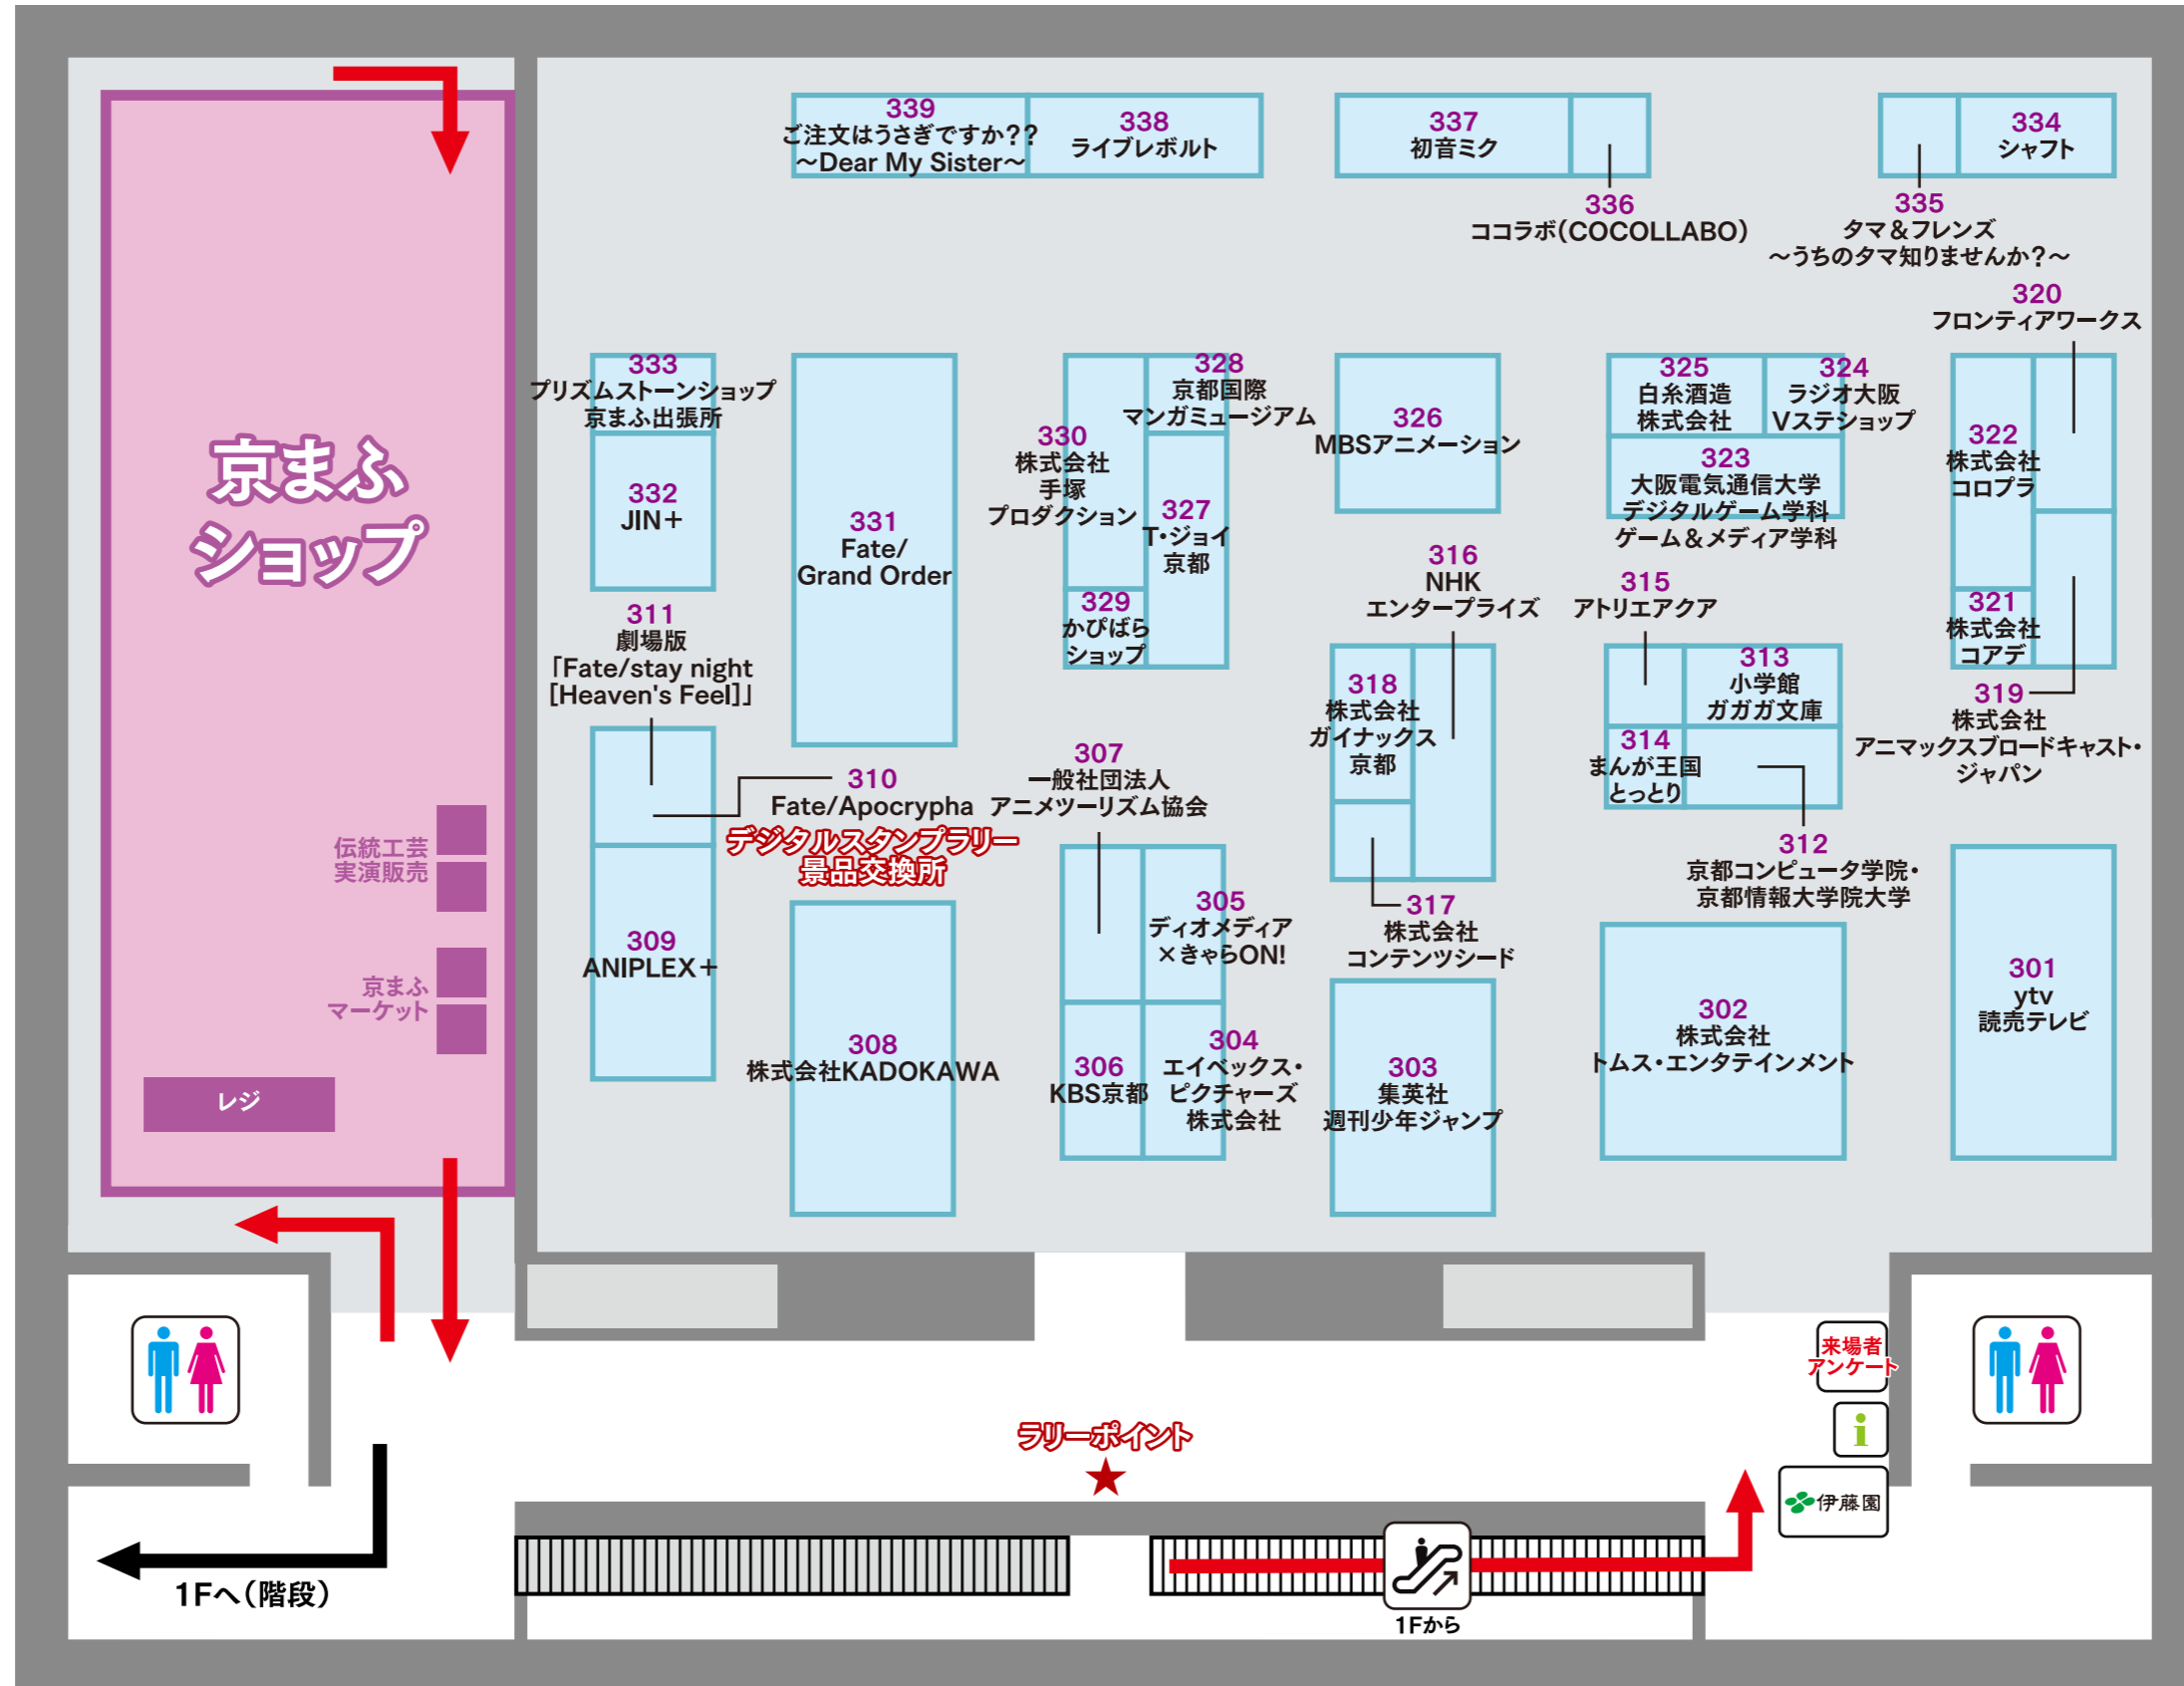 339
ご注文はうさぎですか??
~Dear My Sister~
338
ライブレボルト
337
初音ミク
336
ココラボ(COCOLLABO)
334
シャフト
335
タマ&フレンズ
~うちのタマ知りませんか?~
320
フロンティアワークス
333
プリズムストーンショップ
京まふ出張所
332
JIN+
331
Fate/
Grand Order
328
京都国際
マンガミュージアム
330
株式会社
手塚
プロダクション
327
T・ジョイ
京都
329
かぴばら
ショップ
326
MBSアニメーション
325
白糸酒造
株式会社
324
ラジオ大阪
Vステショップ
323
大阪電気通信大学
デジタルゲーム学科
ゲーム&メディア学科
322
株式会社
コロプラ
321
株式会社
コアデ
319
株式会社
アニマックスブロードキャスト・
ジャパン
京まふ
ショップ
311
劇場版
「Fate/stay night
[Heaven's Feel]」
310
Fate/Apocrypha
デジタルスタンプラリー
景品交換所
316
NHK
エンタープライズ
315
アトリエアクア
318
株式会社
ガイナックス
京都
313
小学館
ガガガ文庫
314
まんが王国
とっとり
312
京都コンピュータ学院・
京都情報大学院大学
317
株式会社
コンテンツシード
307
一般社団法人
アニメツーリズム協会
305
ディオメディア
×きゃらON!
309
ANIPLEX+
308
株式会社KADOKAWA
306
KBS京都
304
エイベックス・
ピクチャーズ
株式会社
303
集英社
週刊少年ジャンプ
302
株式会社
トムス・エンタテインメント
301
ytv
読売テレビ
伝統工芸
実演販売
京まふ
マーケット
レジ
来場者
アンケート
i
伊藤園
ラリーポイント
1Fへ(階段)
1Fから